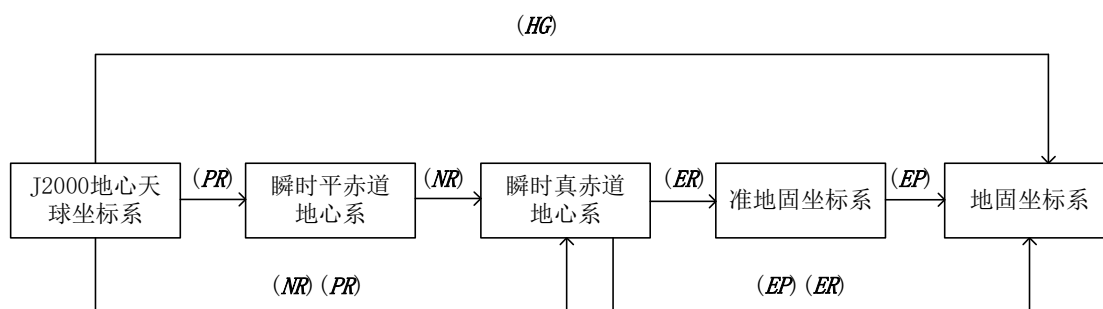 (HG)
J2000地心天
球坐标系
(PR)
瞬时平赤道
地心系
(NR)
瞬时真赤道
地心系
(ER)
准地固坐标系
(EP)
地固坐标系
(NR)(PR)
(EP)(ER)